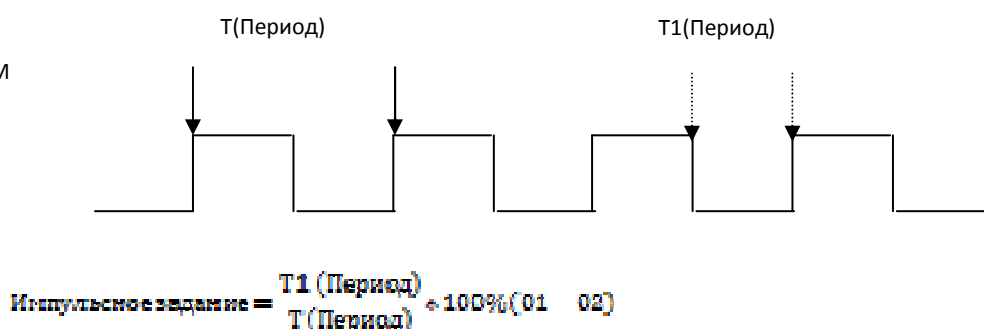 T(Период) T1(Период)
И
Импульсное задание = T1 (Период)
T (Период) * 100%(01 02)